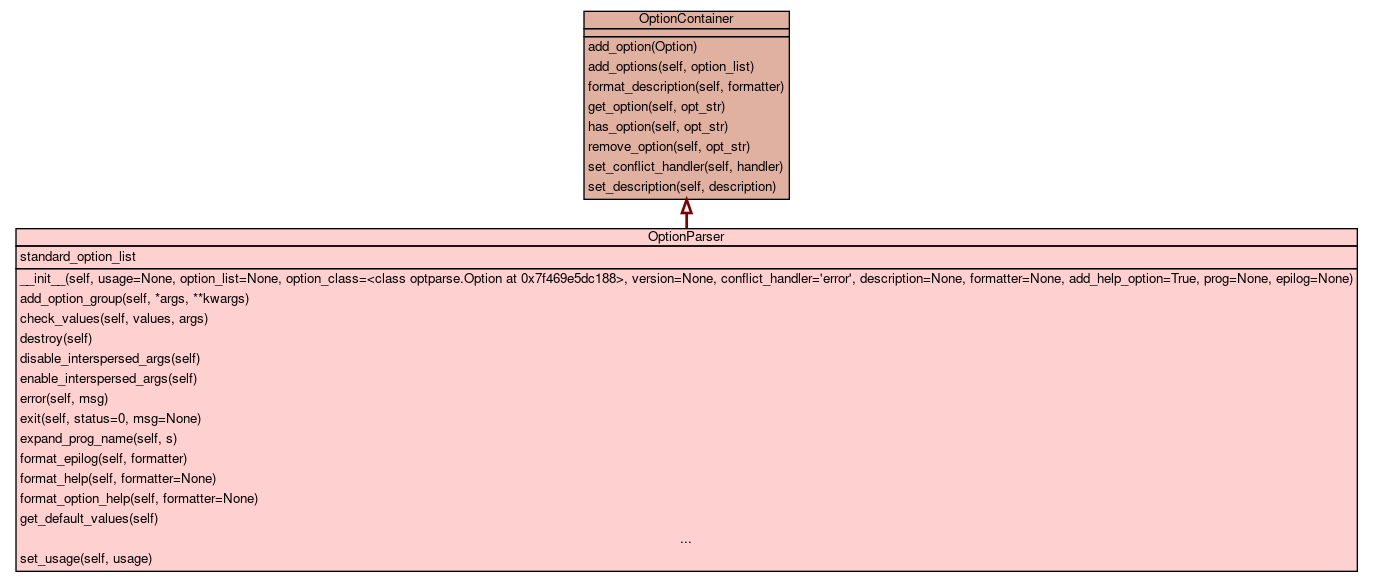 OptionContainer
add_option(Option)
add_options(self, option_list)
format_description(self, formatter)
get_option(self, opt_str)
has_option(self, opt_str)
remove_option(self, opt_str)
set_conflict_handler(self, handler)
set_description(self, description)
OptionParser
standard_option_list
__init__(self, usage=None, option_list=None, option_class=<class optparse.Option at 0x7f469e5dc188>, version=None, conflict_handler='error', description=None, formatter=None, add_help_option=True, prog=None, epilog=None)
add_option_group(self, *args, **kwargs)
check_values(self, values, args)
destroy(self)
disable_interspersed_args(self)
enable_interspersed_args(self)
error(self, msg)
exit(self, status=0, msg=None)
expand_prog_name(self, s)
format_epilog(self, formatter)
format_help(self, formatter=None)
format_option_help(self, formatter=None)
get_default_values(self)
...
set_usage(self, usage)